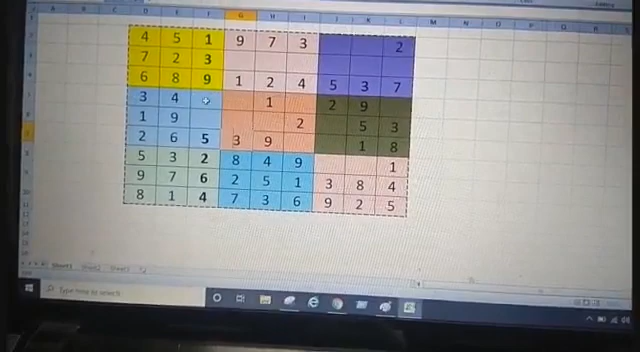 A B C D E F G H I J K L M N O P Q R
4 5 1 9 7 3 2
7 2 3
6 8 9 1 2 4 5 3 7
3 4 1 2 9
1 9 2 5 3
2 6 5 3 9 1 8
5 3 2 8 4 9 1
9 7 6 2 5 1 3 8 4
8 1 4 7 3 6 9 2 5
Sheet1 Sheet2 Sheet3
Type here to search